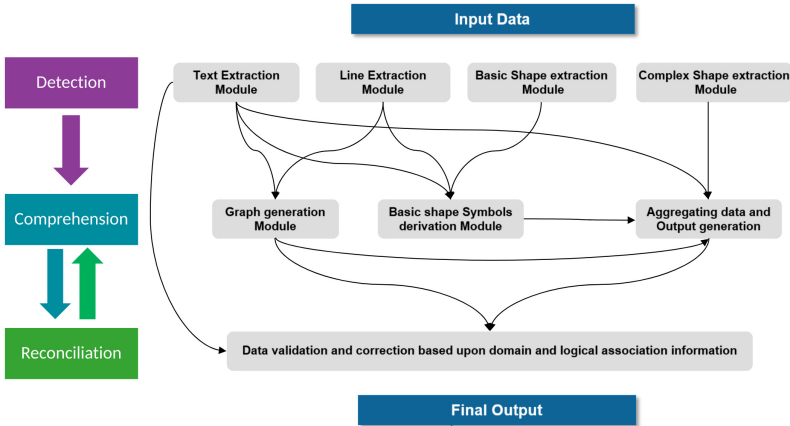 Input Data
Detection
Text Extraction
Module
Line Extraction
Module
Basic Shape extraction
Module
Complex Shape extraction
Module
Comprehension
Graph generation
Module
Basic shape Symbols
derivation Module
Aggregating data and
Output generation
Reconciliation
Data validation and correction based upon domain and logical association information
Final Output